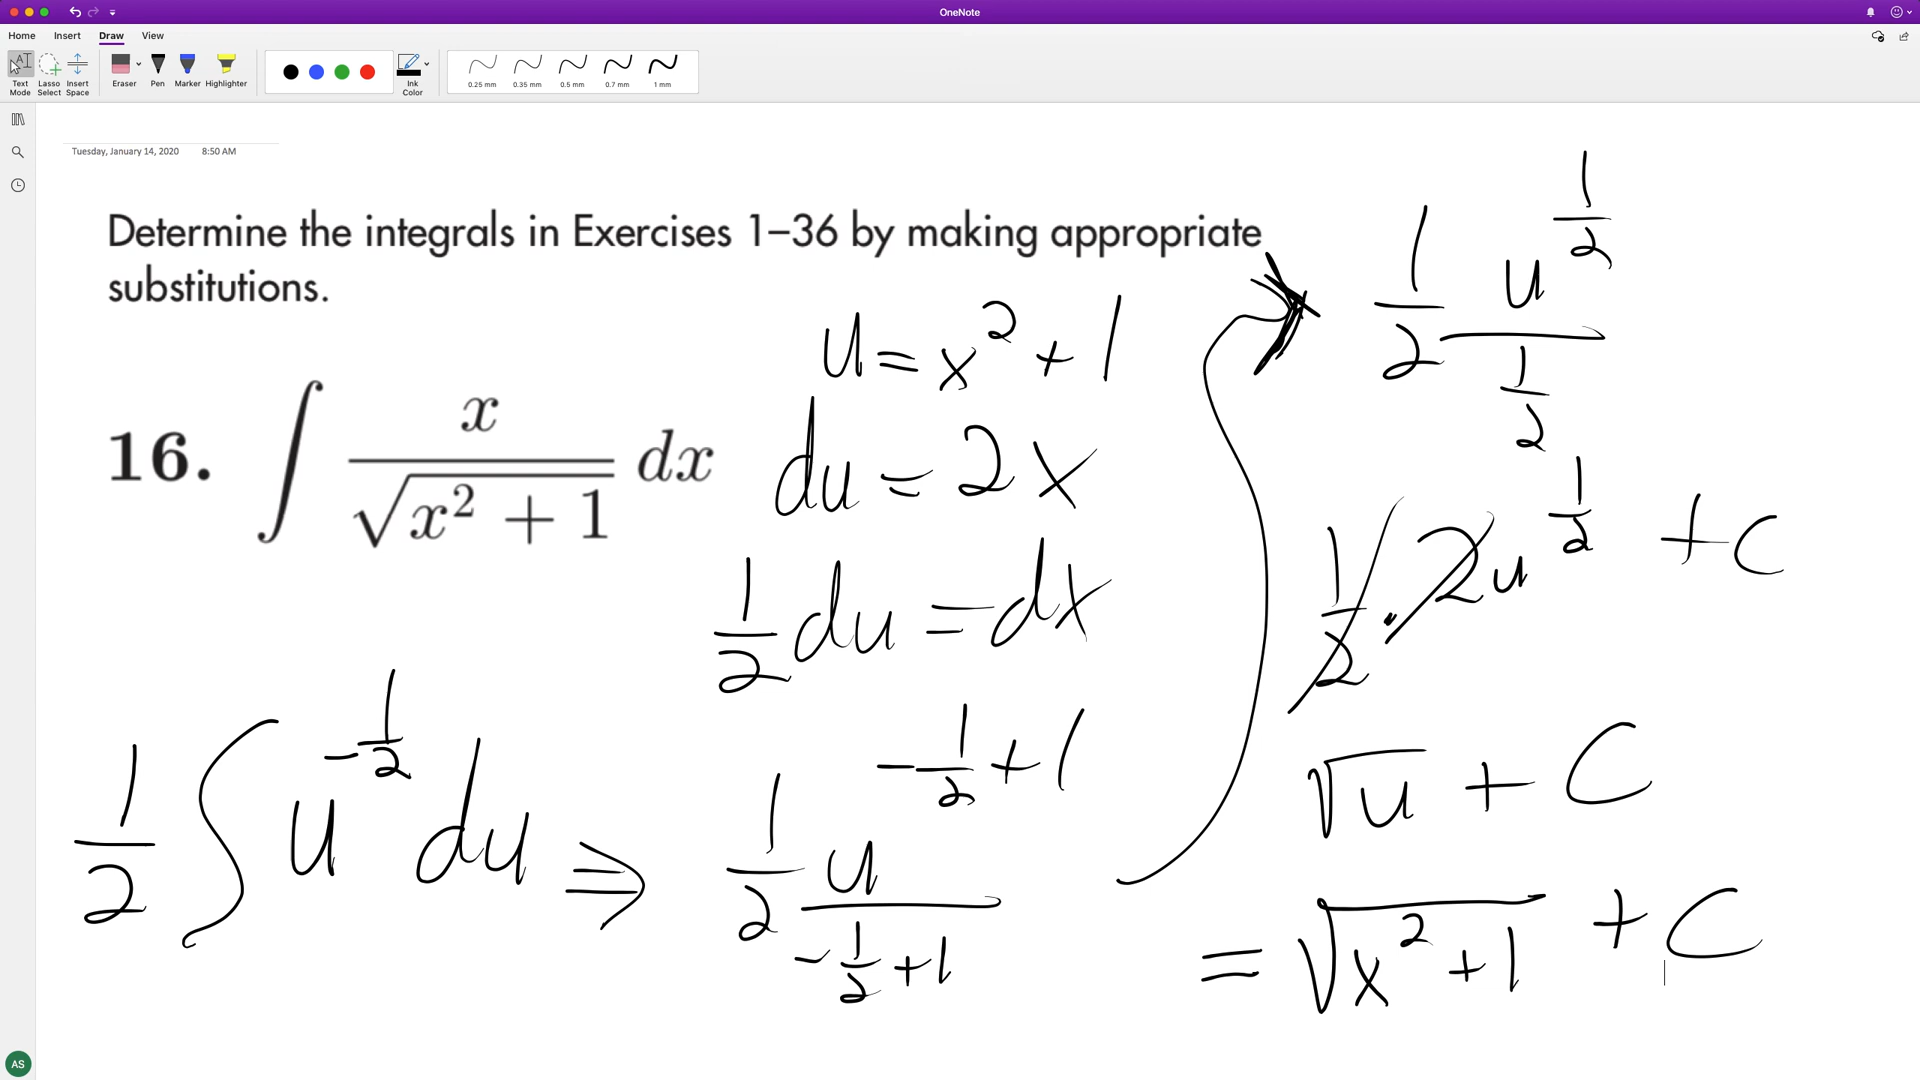 OneNote
Home Insert Draw View
Text Mode Lasso Select Insert Space Eraser Pen Marker Highlighter Ink Color 0.25 mm 0.35 mm 0.5 mm 0.7 mm 1 mm
Tuesday, January 14, 2020 8:50 AM
Determine the integrals in Exercises 1–36 by making appropriate
substitutions.
16. ∫ x / √(x² + 1) dx
u = x² + 1
du = 2x
1/2 du = dx
1/2 ∫ u^(-1/2) du ⇒ 1/2 u^(-1/2 + 1) / (-1/2 + 1)
1/2 u^(1/2) / (1/2)
1/2 · 2u^(1/2) + C
√u + C
= √(x² + 1) + C
AS